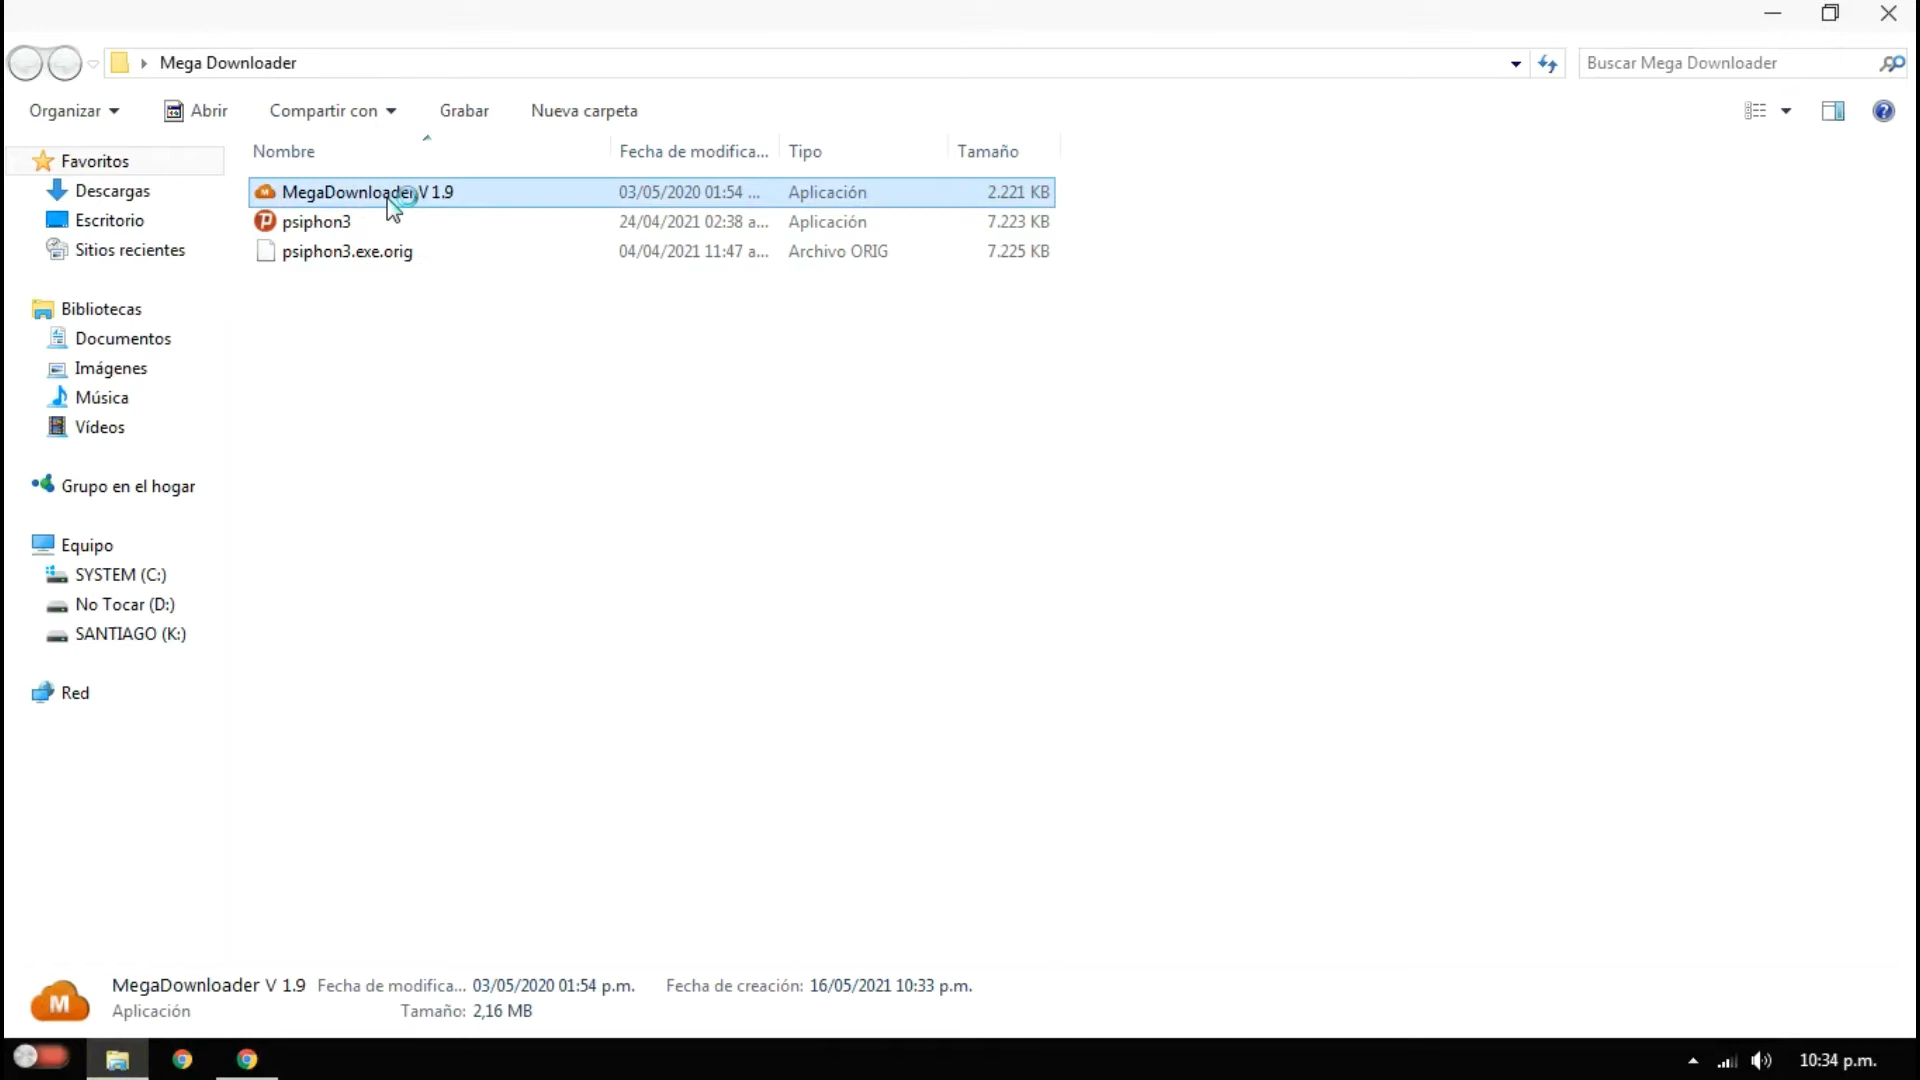 Mega Downloader
Buscar Mega Downloader
Organizar Abrir Compartir con Grabar Nueva carpeta
Nombre Fecha de modifica... Tipo Tamaño
Favoritos
Descargas
Escritorio
Sitios recientes
Bibliotecas
Documentos
Imágenes
Música
Vídeos
Grupo en el hogar
Equipo
SYSTEM (C:)
No Tocar (D:)
SANTIAGO (K:)
Red
MegaDownloader V 1.9 03/05/2020 01:54 ... Aplicación 2.221 KB
psiphon3 24/04/2021 02:38 a... Aplicación 7.223 KB
psiphon3.exe.orig 04/04/2021 11:47 a... Archivo ORIG 7.225 KB
M
MegaDownloader V 1.9 Fecha de modifica... 03/05/2020 01:54 p.m. Fecha de creación: 16/05/2021 10:33 p.m.
Aplicación Tamaño: 2,16 MB
10:34 p.m.